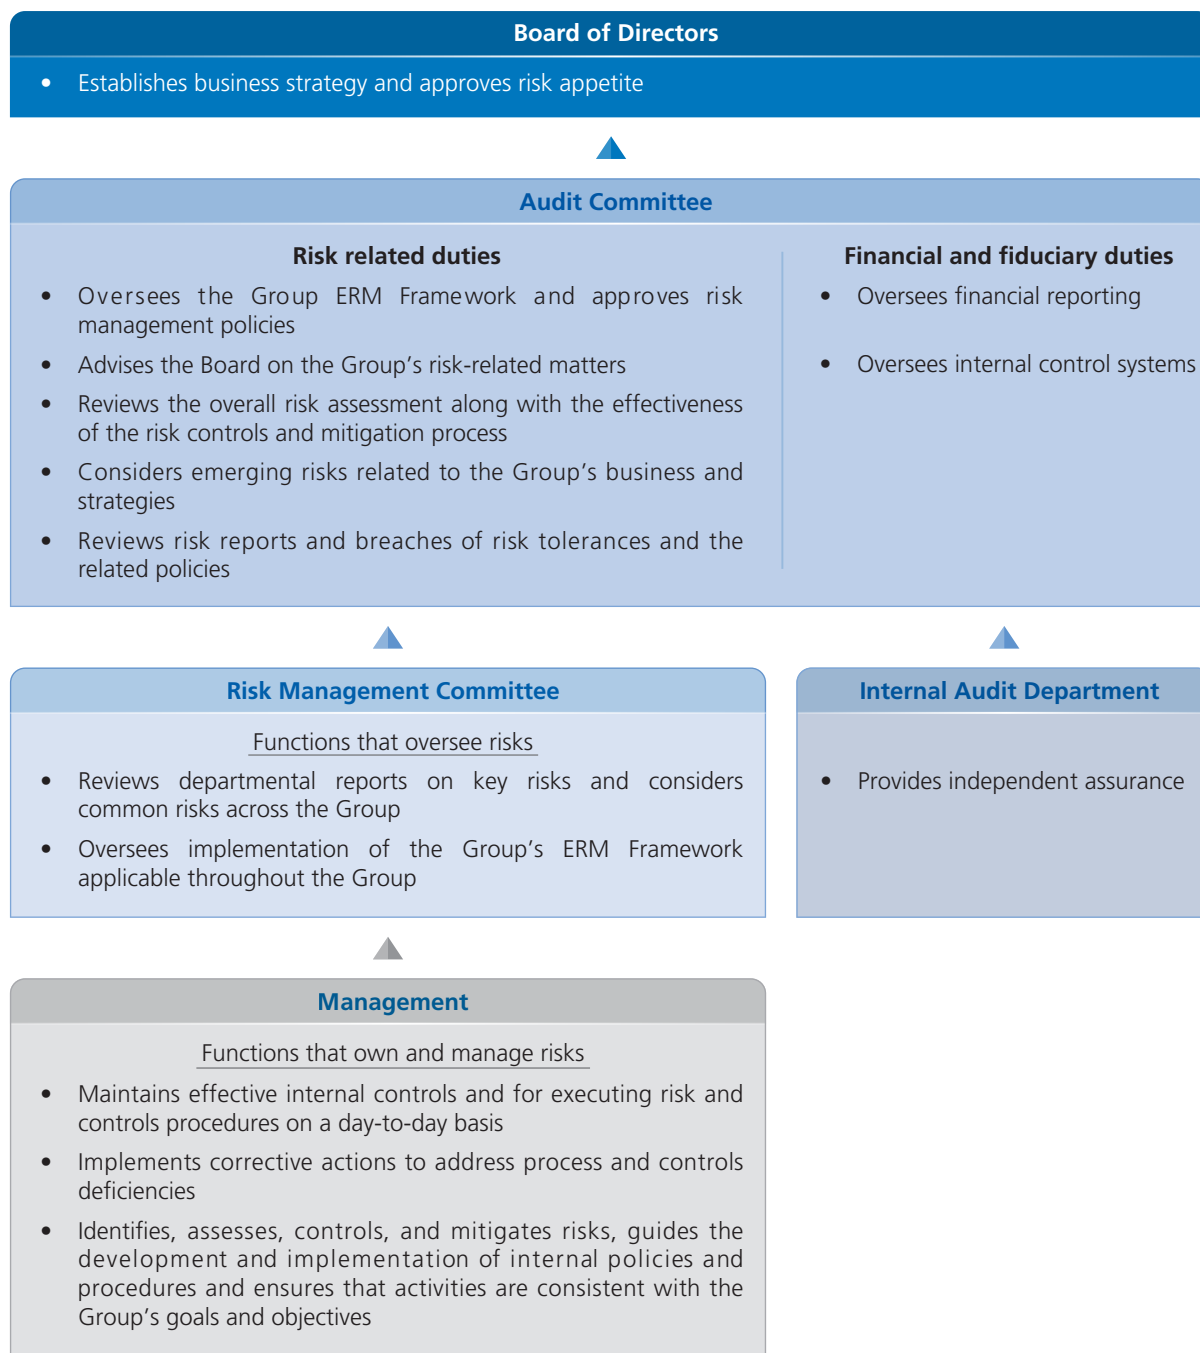 Board of Directors
• Establishes business strategy and approves risk appetite
Audit Committee
Risk related duties
• Oversees the Group ERM Framework and approves risk
management policies
• Advises the Board on the Group’s risk-related matters
• Reviews the overall risk assessment along with the effectiveness
of the risk controls and mitigation process
• Considers emerging risks related to the Group’s business and
strategies
• Reviews risk reports and breaches of risk tolerances and the
related policies
Financial and fiduciary duties
• Oversees financial reporting
• Oversees internal control systems
Risk Management Committee
Functions that oversee risks
• Reviews departmental reports on key risks and considers
common risks across the Group
• Oversees implementation of the Group’s ERM Framework
applicable throughout the Group
Internal Audit Department
• Provides independent assurance
Management
Functions that own and manage risks
• Maintains effective internal controls and for executing risk and
controls procedures on a day-to-day basis
• Implements corrective actions to address process and controls
deficiencies
• Identifies, assesses, controls, and mitigates risks, guides the
development and implementation of internal policies and
procedures and ensures that activities are consistent with the
Group’s goals and objectives